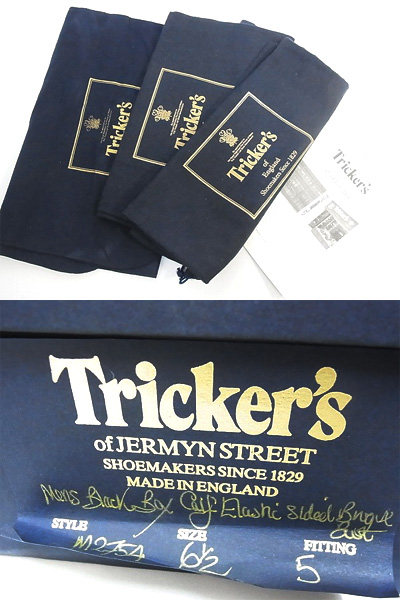 Tricker's
Tricker's
Tricker's
of
England
Shoemakers Since 1829
Tricker's
Tricker's
of JERMYN STREET
SHOEMAKERS SINCE 1829
MADE IN ENGLAND
Mans Black Box Calf Elastic Sided Brogue
STYLE SIZE FITTING
6½ 5